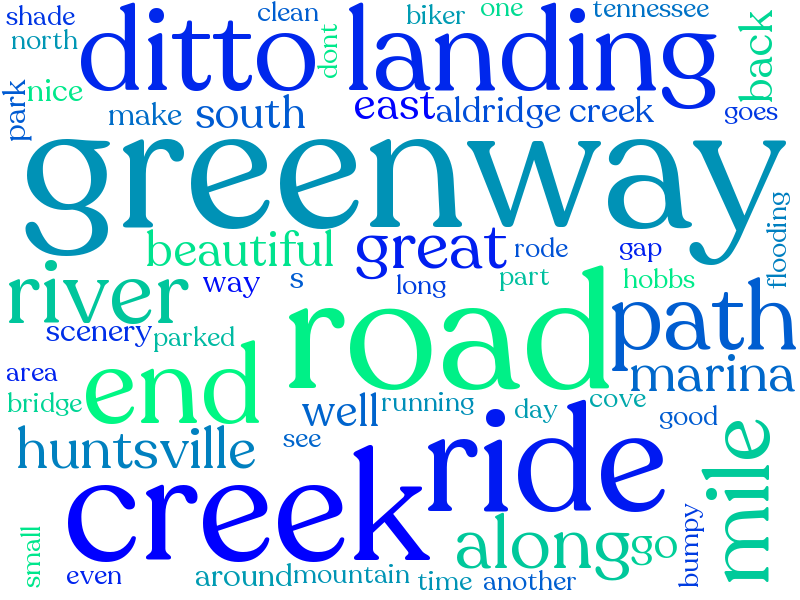 shade
clean
biker
one
tennessee
north
ditto
dont
landing
back
nice
park
make
south
east
aldridge creek
goes
greenway
flooding
beautiful
great
rode
gap
river
way
s
long
part
hobbs
scenery
parked
road
path
area
end
marina
bridge
well
running
day
cove
good
huntsville
see
ride
mile
creek
along
go
bumpy
small
even
around
mountain
time
another